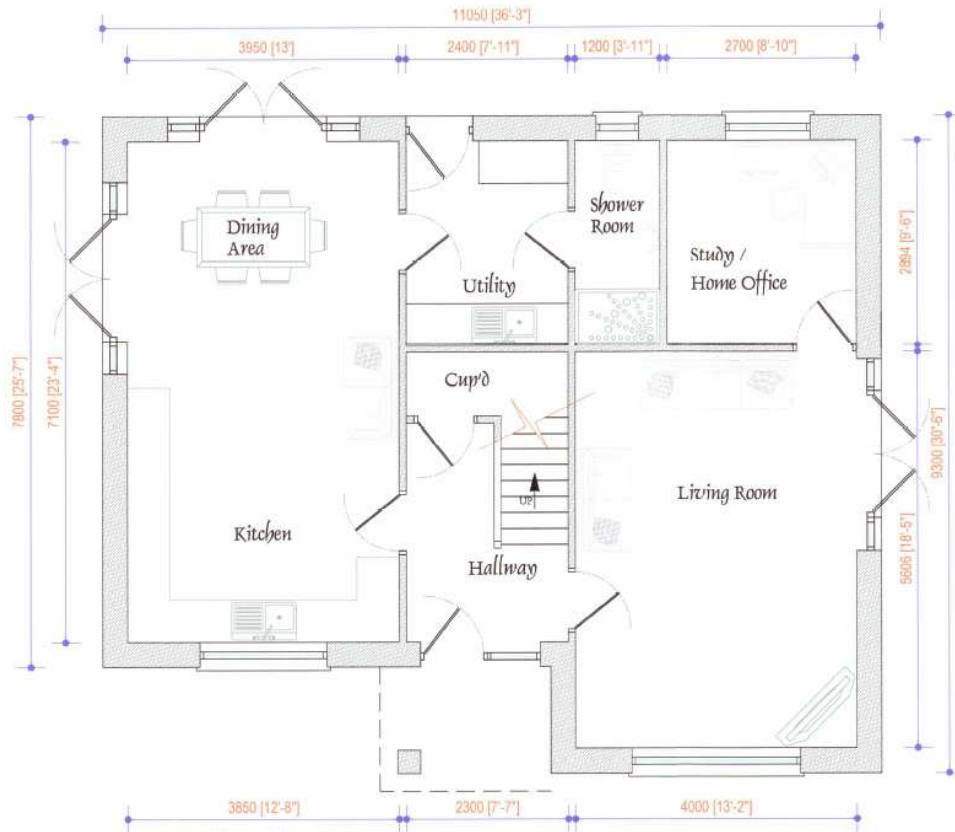 11050 [36'-3"]
3950 [13']
2400 [7'-11"]
1200 [3'-11"]
2700 [8'-10"]
7800 [25'-7"]
7100 [23'-4"]
Dining
Area
Utility
Shower
Room
Study /
Home Office
2894 [9'-6"]
9300 [30'-6"]
5606 [18'-5"]
Cup'd
UP
Living Room
Kitchen
Hallway
3850 [12'-8"]
2300 [7'-7"]
4000 [13'-2"]